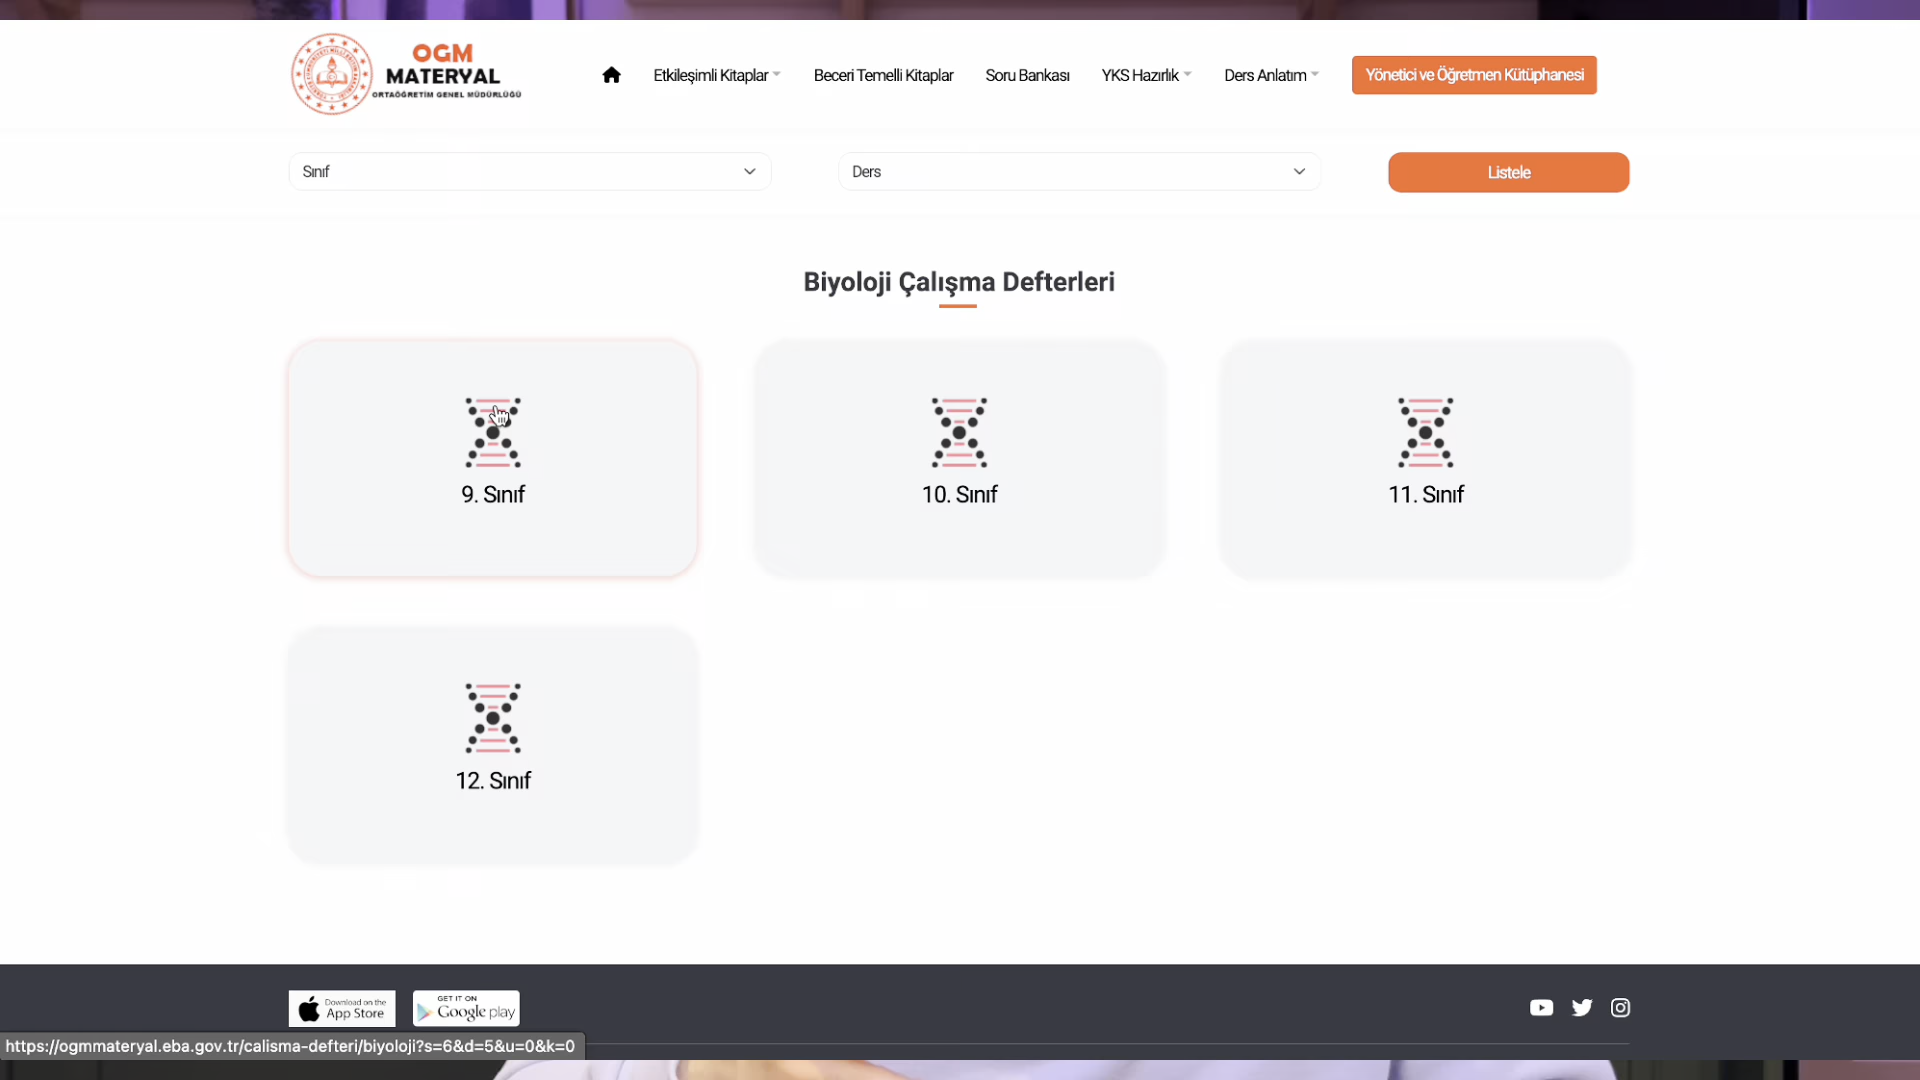 OGM
MATERYAL
ORTAÖĞRETİM GENEL MÜDÜRLÜĞÜ
Etkileşimli Kitaplar
Beceri Temelli Kitaplar
Soru Bankası
YKS Hazırlık
Ders Anlatım
Yönetici ve Öğretmen Kütüphanesi
Sınıf
Ders
Listele
Biyoloji Çalışma Defterleri
9. Sınıf
10. Sınıf
11. Sınıf
12. Sınıf
Download on the
App Store
GET IT ON
Google play
https://ogmmateryal.eba.gov.tr/calisma-defteri/biyoloji?s=6&d=5&u=0&k=0